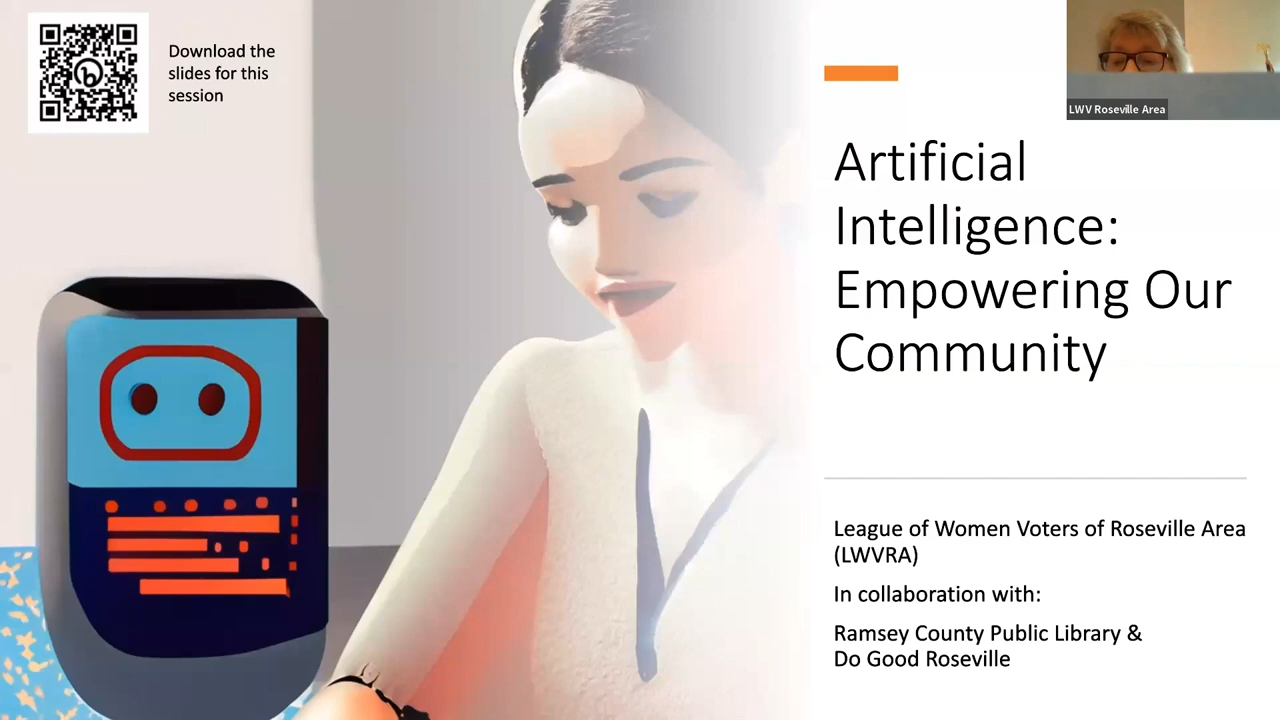 Download the
slides for this
session
LWV Roseville Area
Artificial
Intelligence:
Empowering Our
Community
League of Women Voters of Roseville Area
(LWVRA)
In collaboration with:
Ramsey County Public Library &
Do Good Roseville